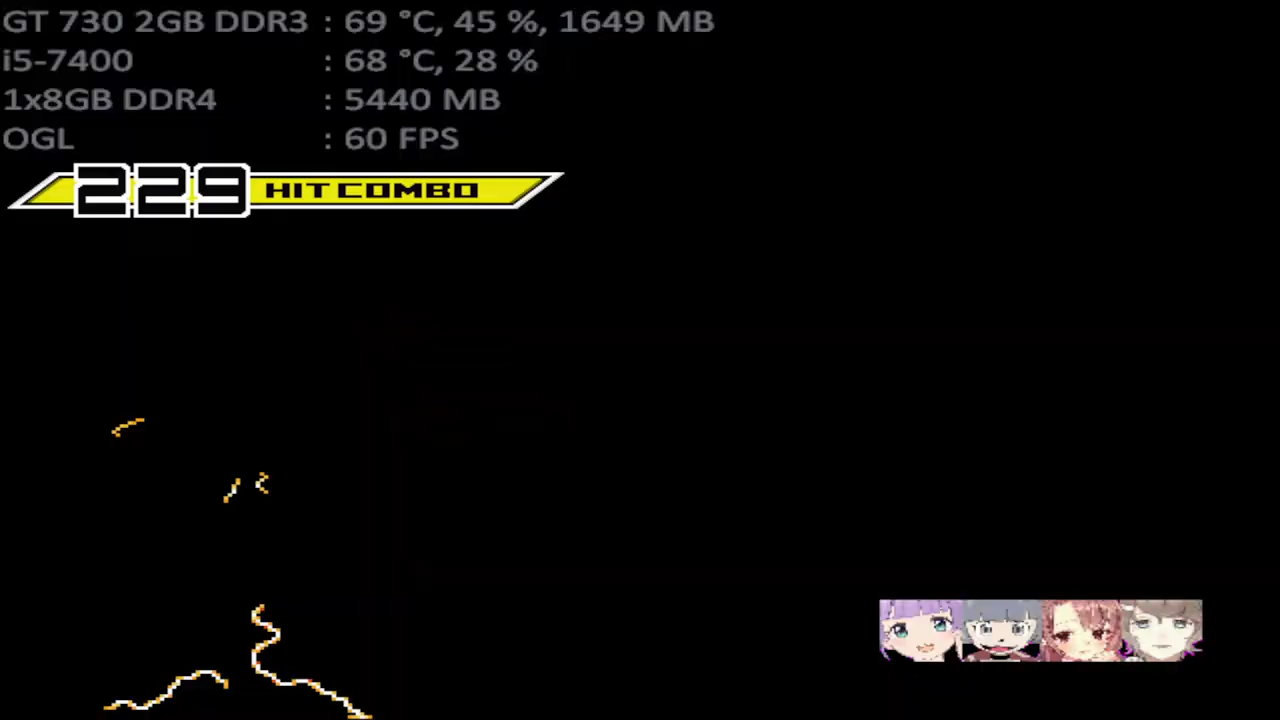 GT 730 2GB DDR3 : 69 °C, 45 %, 1649 MB
i5-7400 : 68 °C, 28 %
1x8GB DDR4 : 5440 MB
OGL : 60 FPS
229 HIT COMBO